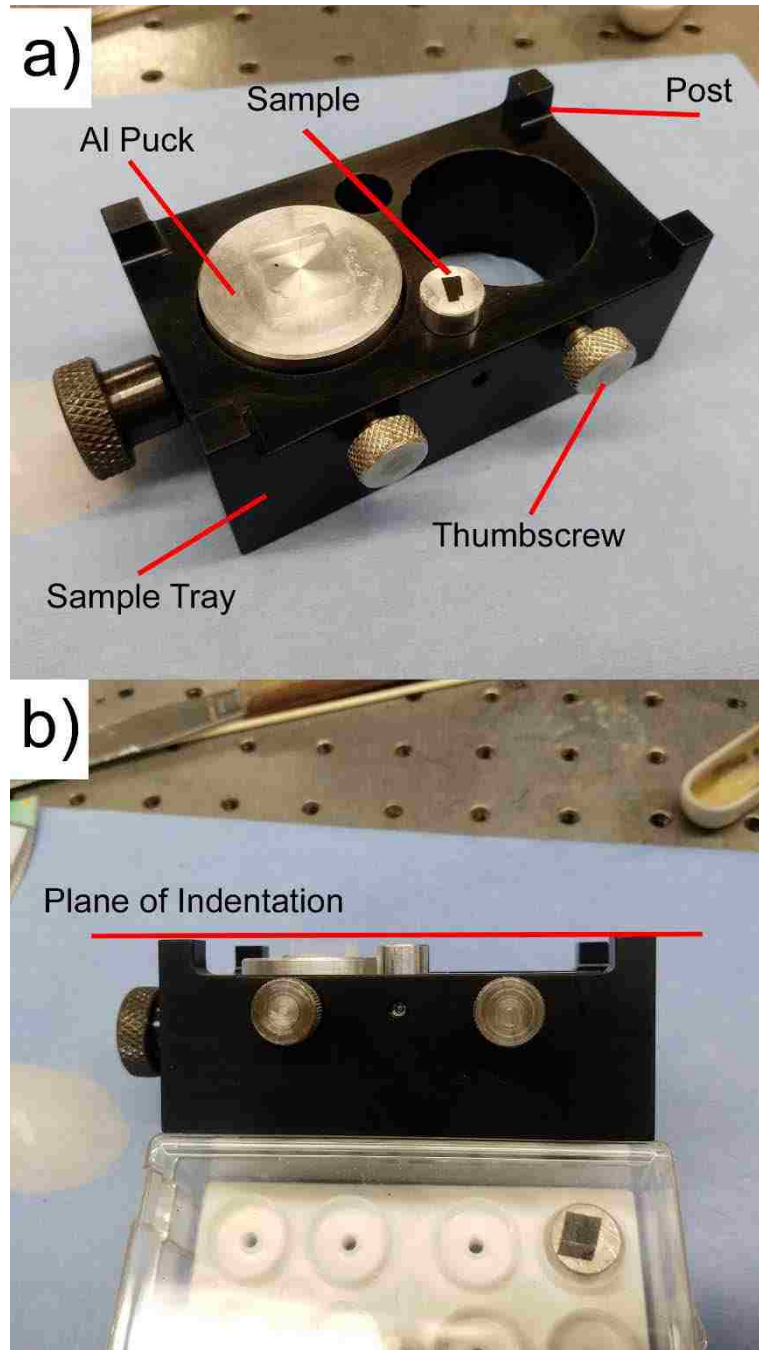 a)
Sample
Post
Al Puck
Thumbscrew
Sample Tray
b)
Plane of Indentation